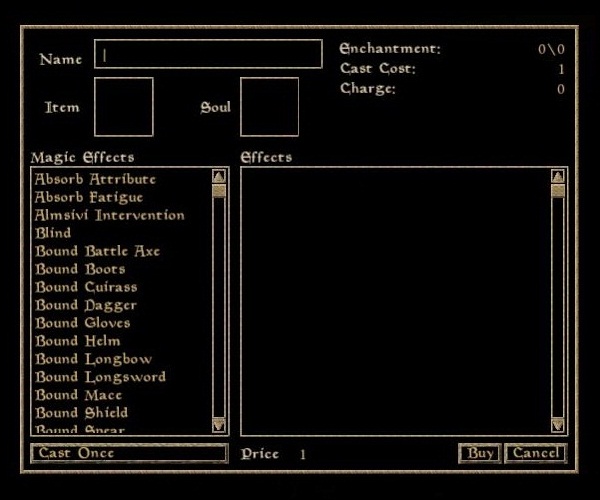 Name
Enchantment: 0\0
Cast Cost: 1
Charge: 0
Item
Soul
Magic Effects
Effects
Absorb Attribute
Absorb Fatigue
Almsivi Intervention
Blind
Bound Battle Axe
Bound Boots
Bound Cuirass
Bound Dagger
Bound Gloves
Bound Helm
Bound Longbow
Bound Longsword
Bound Mace
Bound Shield
Bound Spear
Cast Once
Price 1
Buy
Cancel